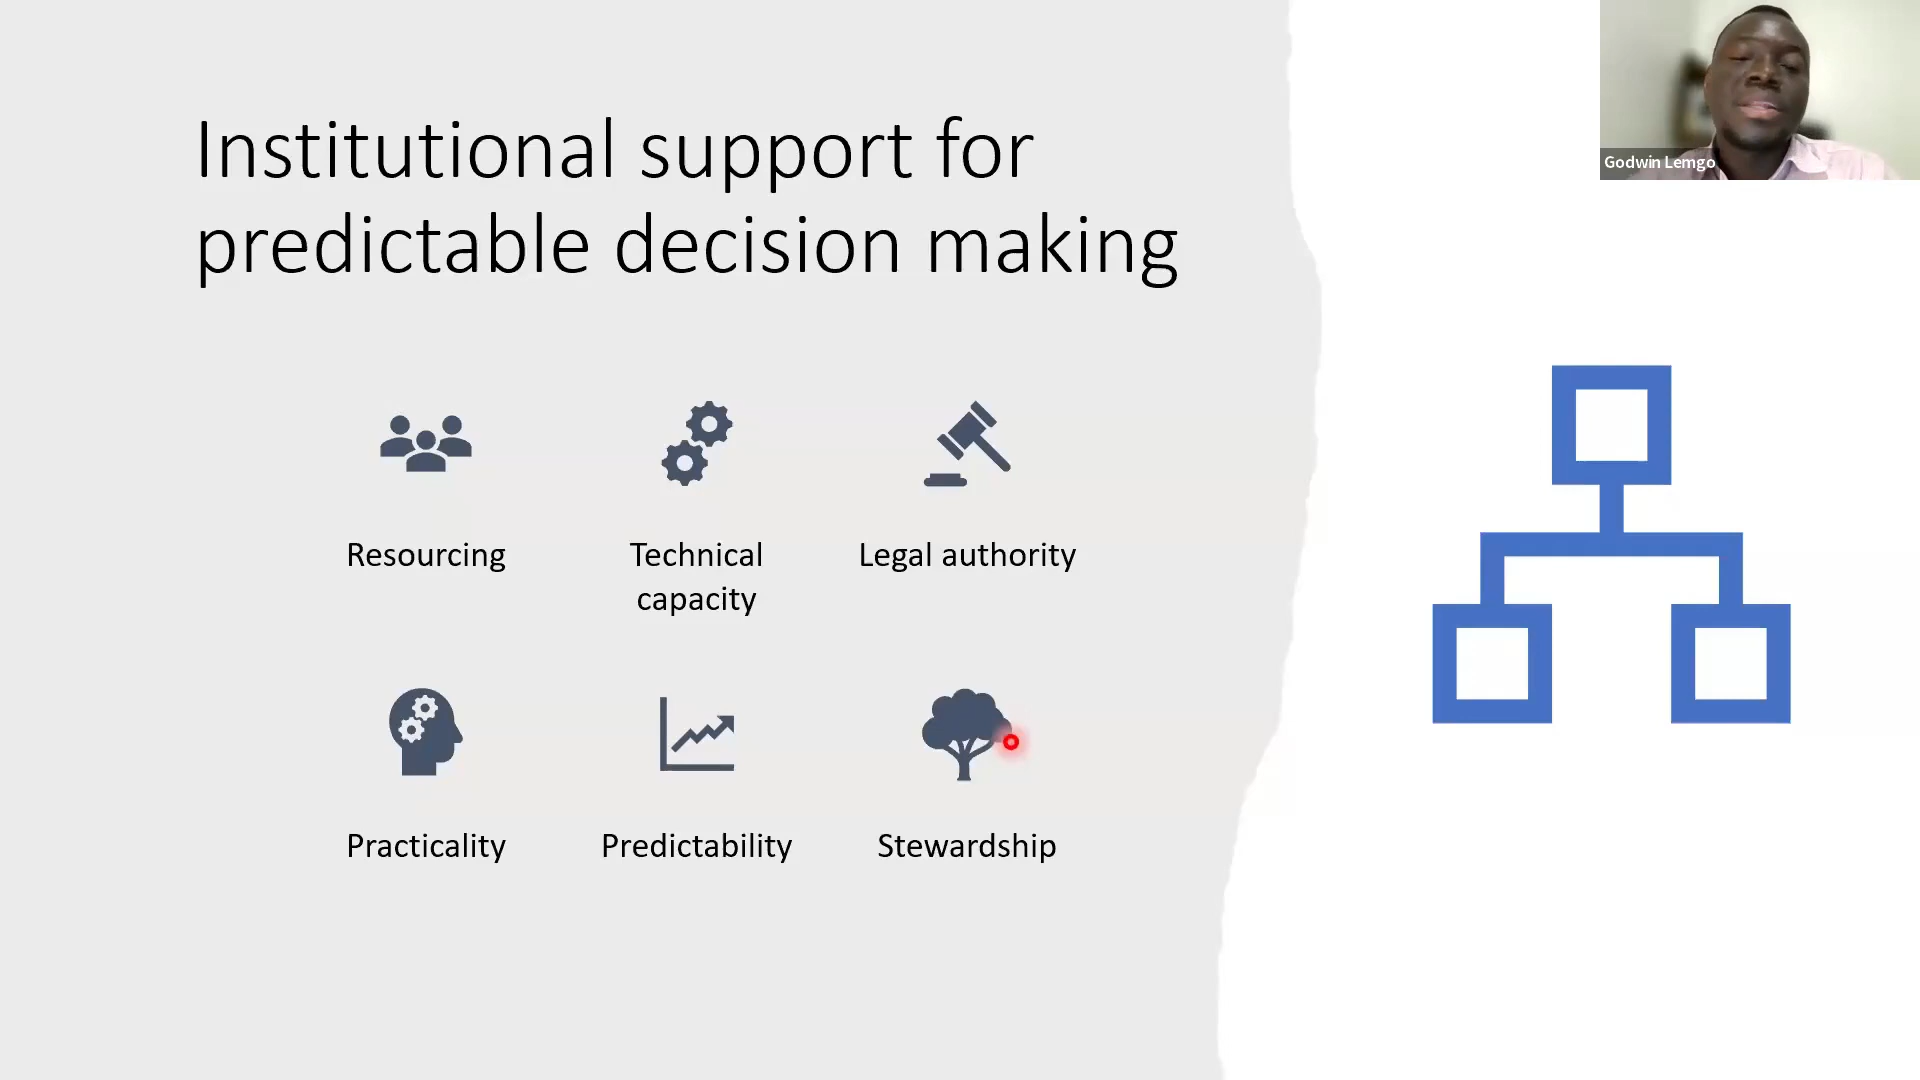 Institutional support for
predictable decision making
Resourcing
Technical
capacity
Legal authority
Practicality
Predictability
Stewardship
Godwin Lemgo